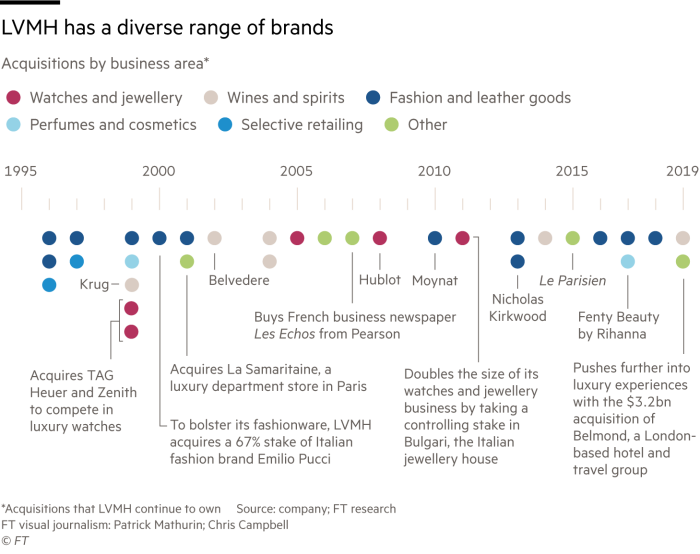 LVMH has a diverse range of brands
Acquisitions by business area*
Watches and jewellery
Wines and spirits
Fashion and leather goods
Perfumes and cosmetics
Selective retailing
Other
1995
2000
2005
2010
2015
2019
Krug
Belvedere
Hublot
Moynat
Le Parisien
Nicholas
Kirkwood
Fenty Beauty
by Rihanna
Buys French business newspaper
Les Echos from Pearson
Acquires TAG
Heuer and Zenith
to compete in
luxury watches
Acquires La Samaritaine, a
luxury department store in Paris
To bolster its fashionware, LVMH
acquires a 67% stake of Italian
fashion brand Emilio Pucci
Doubles the size of its
watches and jewellery
business by taking a
controlling stake in
Bulgari, the Italian
jewellery house
Pushes further into
luxury experiences
with the $3.2bn
acquisition of
Belmond, a London-
based hotel and
travel group
*Acquisitions that LVMH continue to own Source: company; FT research
FT visual journalism: Patrick Mathurin; Chris Campbell
© FT